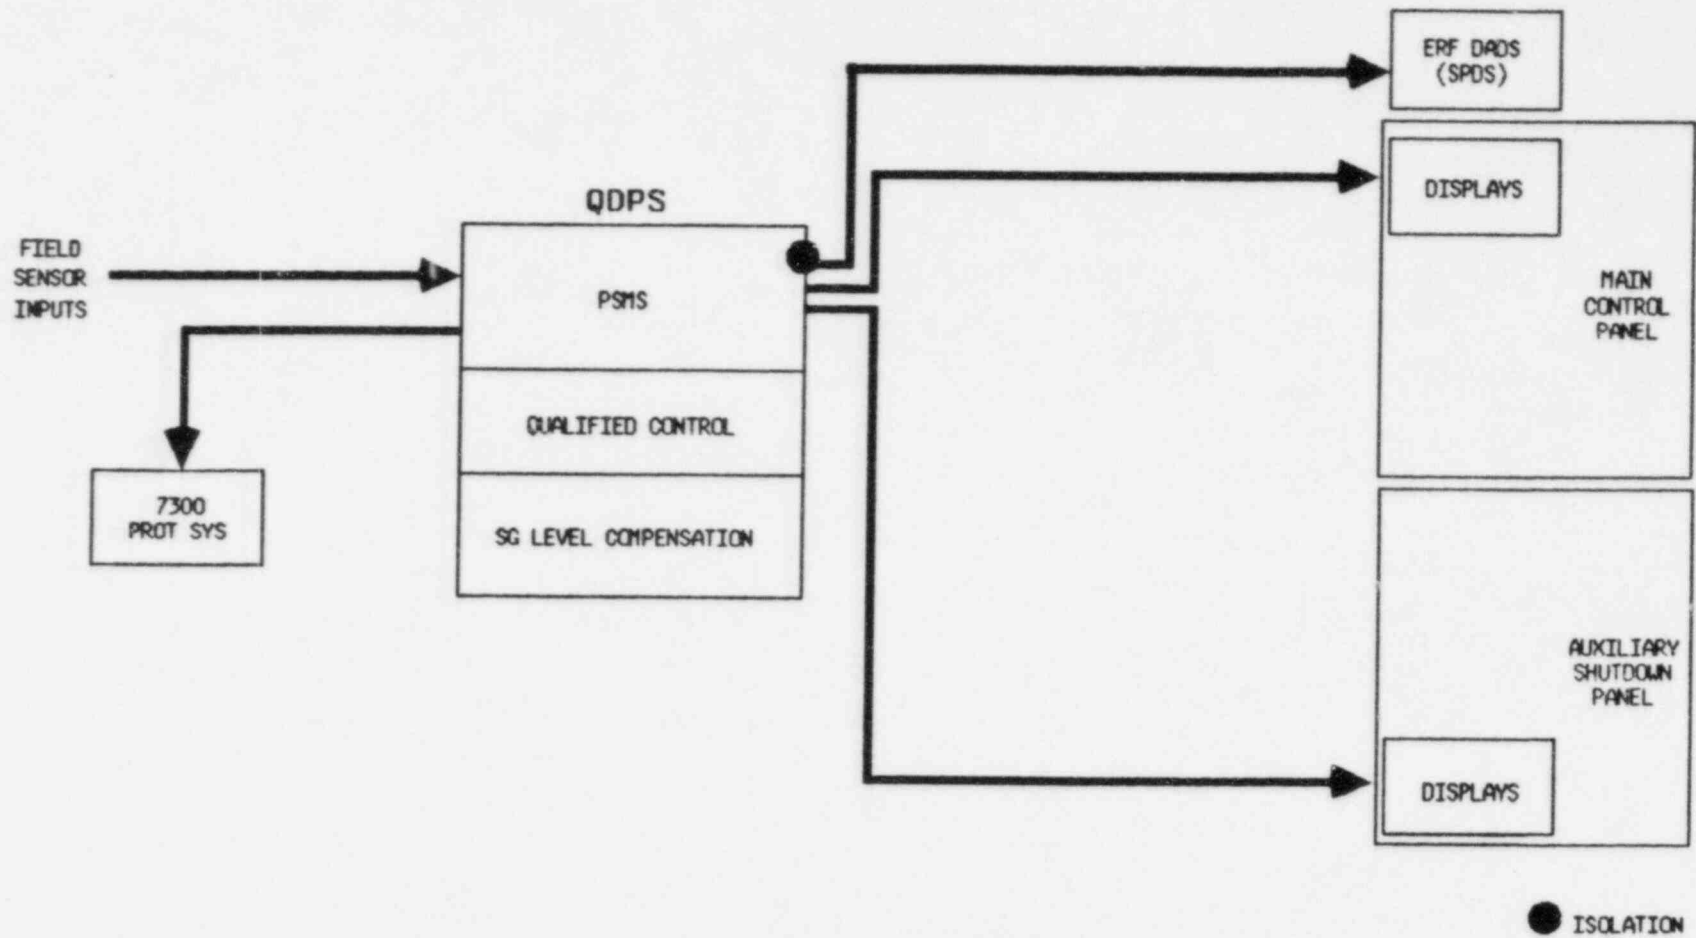 ERF DADS
(SPDS)
DISPLAYS
MAIN
CONTROL
PANEL
QDPS
FIELD
SENSOR
INPUTS
PSMS
QUALIFIED CONTROL
SG LEVEL COMPENSATION
7300
PROT SYS
AUXILIARY
SHUTDOWN
PANEL
DISPLAYS
ISOLATION